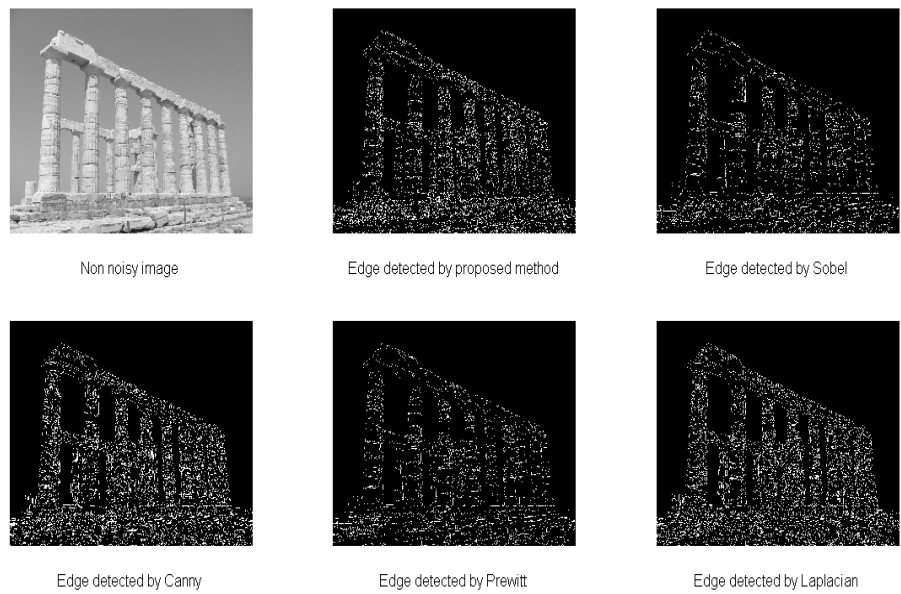 Non noisy image
Edge detected by proposed method
Edge detected by Sobel
Edge detected by Canny
Edge detected by Prewitt
Edge detected by Laplacian